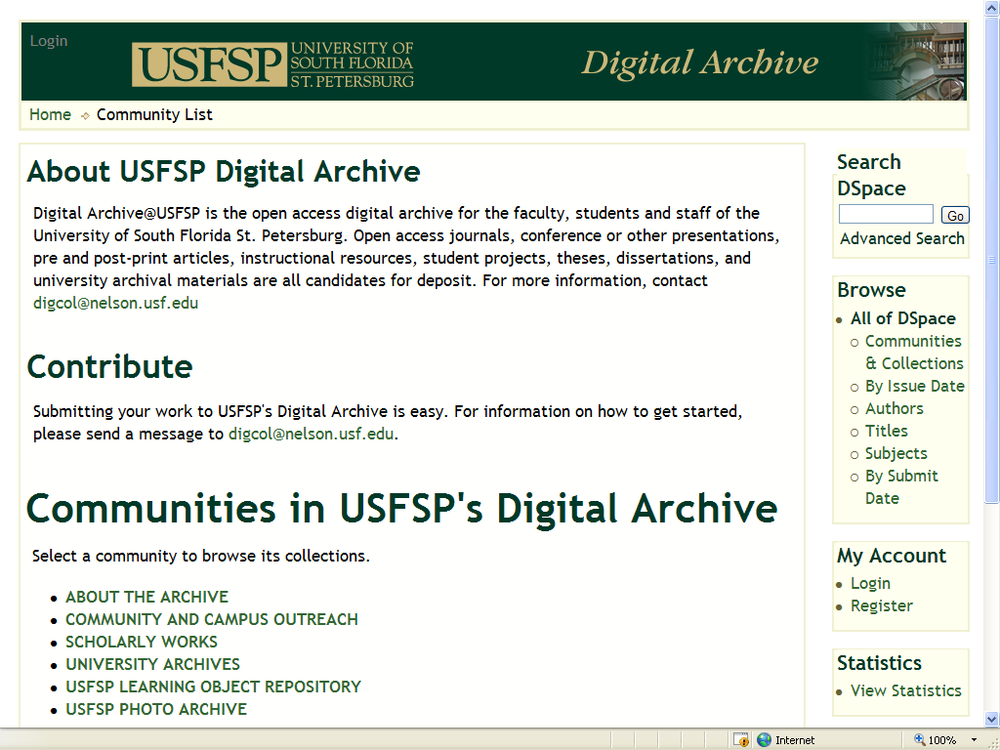 Login
USFSP UNIVERSITY OF
SOUTH FLORIDA
ST. PETERSBURG
Digital Archive
Home Community List
About USFSP Digital Archive
Digital Archive@USFSP is the open access digital archive for the faculty, students and staff of the
University of South Florida St. Petersburg. Open access journals, conference or other presentations,
pre and post-print articles, instructional resources, student projects, theses, dissertations, and
university archival materials are all candidates for deposit. For more information, contact
digcol@nelson.usf.edu
Contribute
Submitting your work to USFSP's Digital Archive is easy. For information on how to get started,
please send a message to digcol@nelson.usf.edu.
Communities in USFSP's Digital Archive
Select a community to browse its collections.
ABOUT THE ARCHIVE
COMMUNITY AND CAMPUS OUTREACH
SCHOLARLY WORKS
UNIVERSITY ARCHIVES
USFSP LEARNING OBJECT REPOSITORY
USFSP PHOTO ARCHIVE
Search
DSpace
Go
Advanced Search
Browse
All of DSpace
Communities
& Collections
By Issue Date
Authors
Titles
Subjects
By Submit
Date
My Account
Login
Register
Statistics
View Statistics
Internet
100%